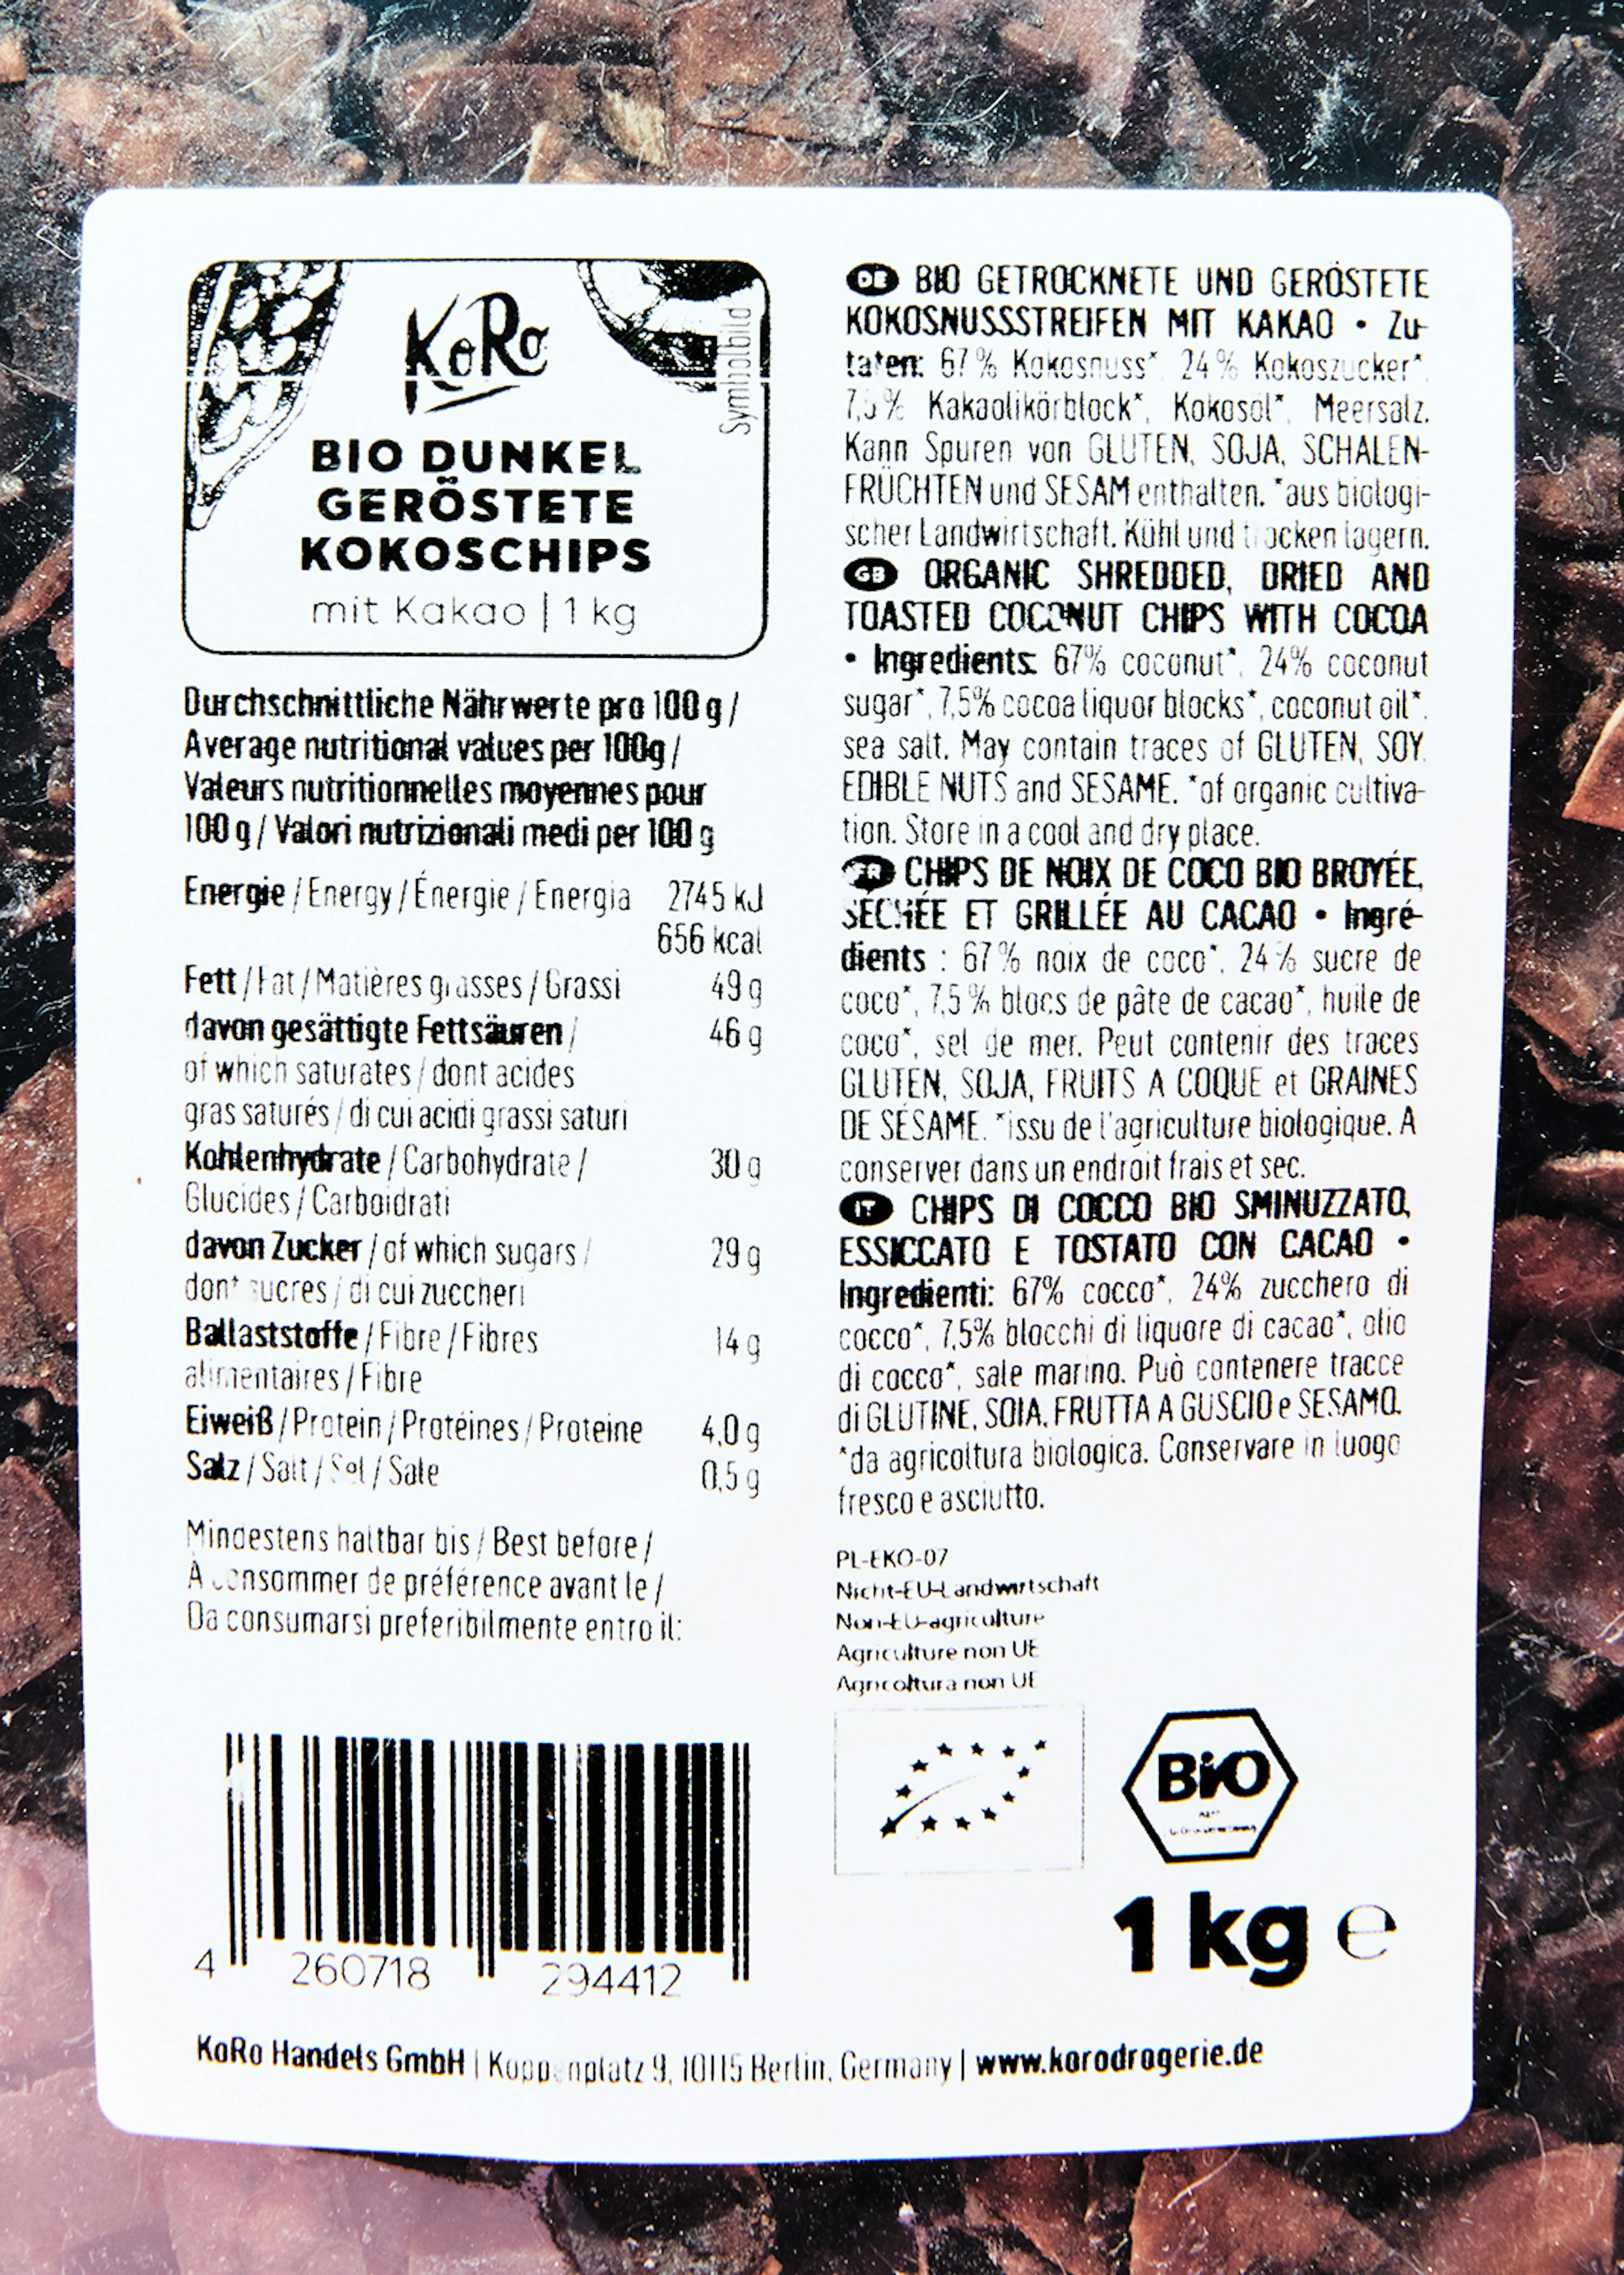 KoRo
Symbolbild
BIO DUNKEL
GERÖSTETE
KOKOSCHIPS
mit Kakao | 1 kg
Durchschnittliche Nährwerte pro 100 g /
Average nutritional values per 100g /
Valeurs nutritionnelles moyennes pour
100 g / Valori nutrizionali medi per 100 g
Energie / Energy / Énergie / Energia 2745 kJ
656 kcal
Fett / Fat / Matières grasses / Grassi 49 g
davon gesättigte Fettsäuren / 46 g
of which saturates / dont acides
gras saturés / di cui acidi grassi saturi
Kohlenhydrate / Carbohydrate / 30 g
Glucides / Carboidrati
davon Zucker / of which sugars / 29 g
dont sucres / di cui zuccheri
Ballaststoffe / Fibre / Fibres 14 g
alimentaires / Fibre
Eiweiß / Protein / Protéines / Proteine 4,0 g
Salz / Salt / Sel / Sale 0,5 g
Mindestens haltbar bis / Best before /
À consommer de préférence avant le /
Da consumarsi preferibilmente entro il:
4 260718 294412
DE BIO GETROCKNETE UND GERÖSTETE
KOKOSNUSSSTREIFEN MIT KAKAO • Zu-
taten: 67 % Kokosnuss*, 24 % Kokoszucker*,
7,5 % Kakaolikörblock*, Kokosöl*, Meersalz.
Kann Spuren von GLUTEN, SOJA, SCHALEN-
FRÜCHTEN und SESAM enthalten. *aus biologi-
scher Landwirtschaft. Kühl und trocken lagern.
GB ORGANIC SHREDDED, DRIED AND
TOASTED COCONUT CHIPS WITH COCOA
• Ingredients: 67% coconut*, 24% coconut
sugar*, 7,5% cocoa liquor blocks*, coconut oil*,
sea salt. May contain traces of GLUTEN, SOY,
EDIBLE NUTS and SESAME. *of organic cultiva-
tion. Store in a cool and dry place.
FR CHIPS DE NOIX DE COCO BIO BROYÉE,
SÉCHÉE ET GRILLÉE AU CACAO • Ingré-
dients : 67 % noix de coco*, 24 % sucre de
coco*, 7,5 % blocs de pâte de cacao*, huile de
coco*, sel de mer. Peut contenir des traces
GLUTEN, SOJA, FRUITS A COQUE et GRAINES
DE SÉSAME. *issu de l'agriculture biologique. A
conserver dans un endroit frais et sec.
IT CHIPS DI COCCO BIO SMINUZZATO,
ESSICCATO E TOSTATO CON CACAO •
Ingredienti: 67% cocco*, 24% zucchero di
cocco*, 7,5% blocchi di liquore di cacao*, olio
di cocco*, sale marino. Può contenere tracce
di GLUTINE, SOIA, FRUTTA A GUSCIO e SESAMO.
*da agricoltura biologica. Conservare in luogo
fresco e asciutto.
PL-EKO-07
Nicht-EU-Landwirtschaft
Non-EU-agriculture
Agriculture non UE
Agricoltura non UE
Bio
1 kg e
KoRo Handels GmbH | Koppenplatz 9, 10115 Berlin, Germany | www.korodrogerie.de